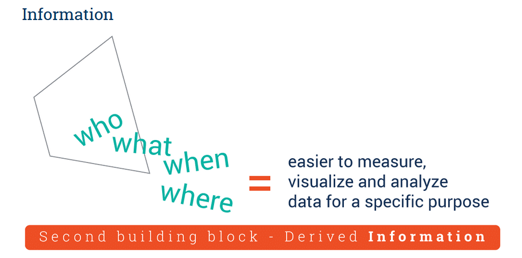 Information
who
what
when
where
=
easier to measure,
visualize and analyze
data for a specific purpose
Second building block - Derived Information